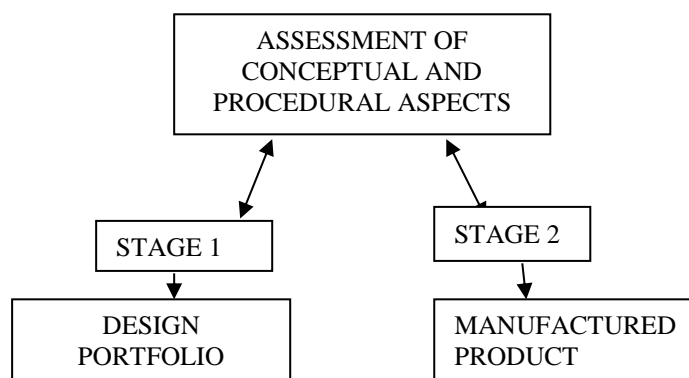 ASSESSMENT OF
CONCEPTUAL AND
PROCEDURAL ASPECTS
STAGE 1
STAGE 2
DESIGN
PORTFOLIO
MANUFACTURED
PRODUCT